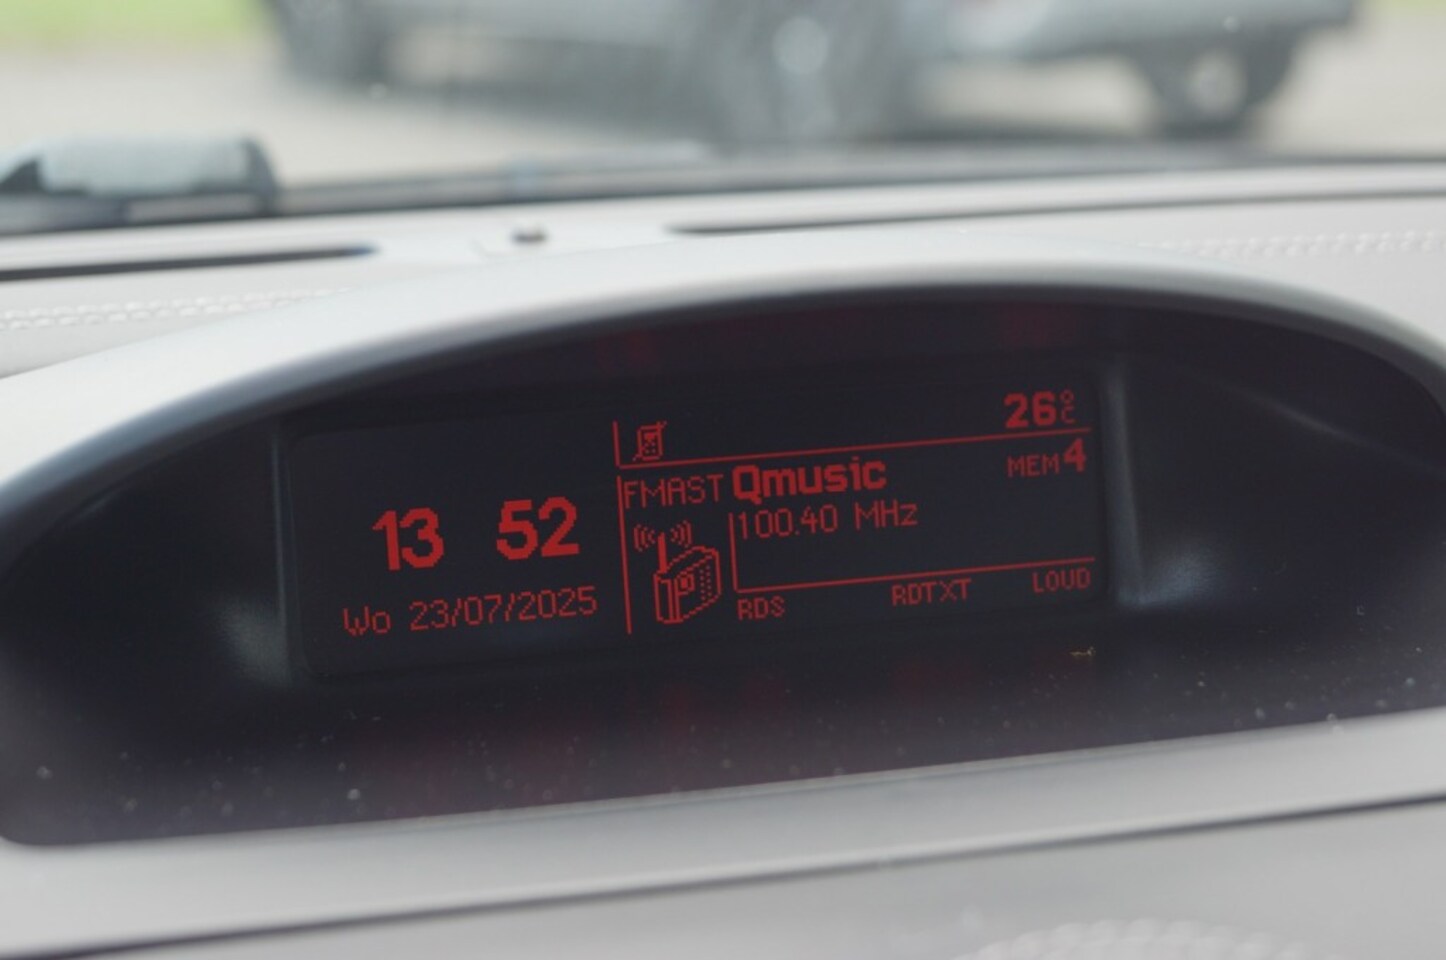 26°C
FMAST Qmusic MEM 4
100.40 MHz
13 52
Wo 23/07/2025
RDS RDTXT LOUD